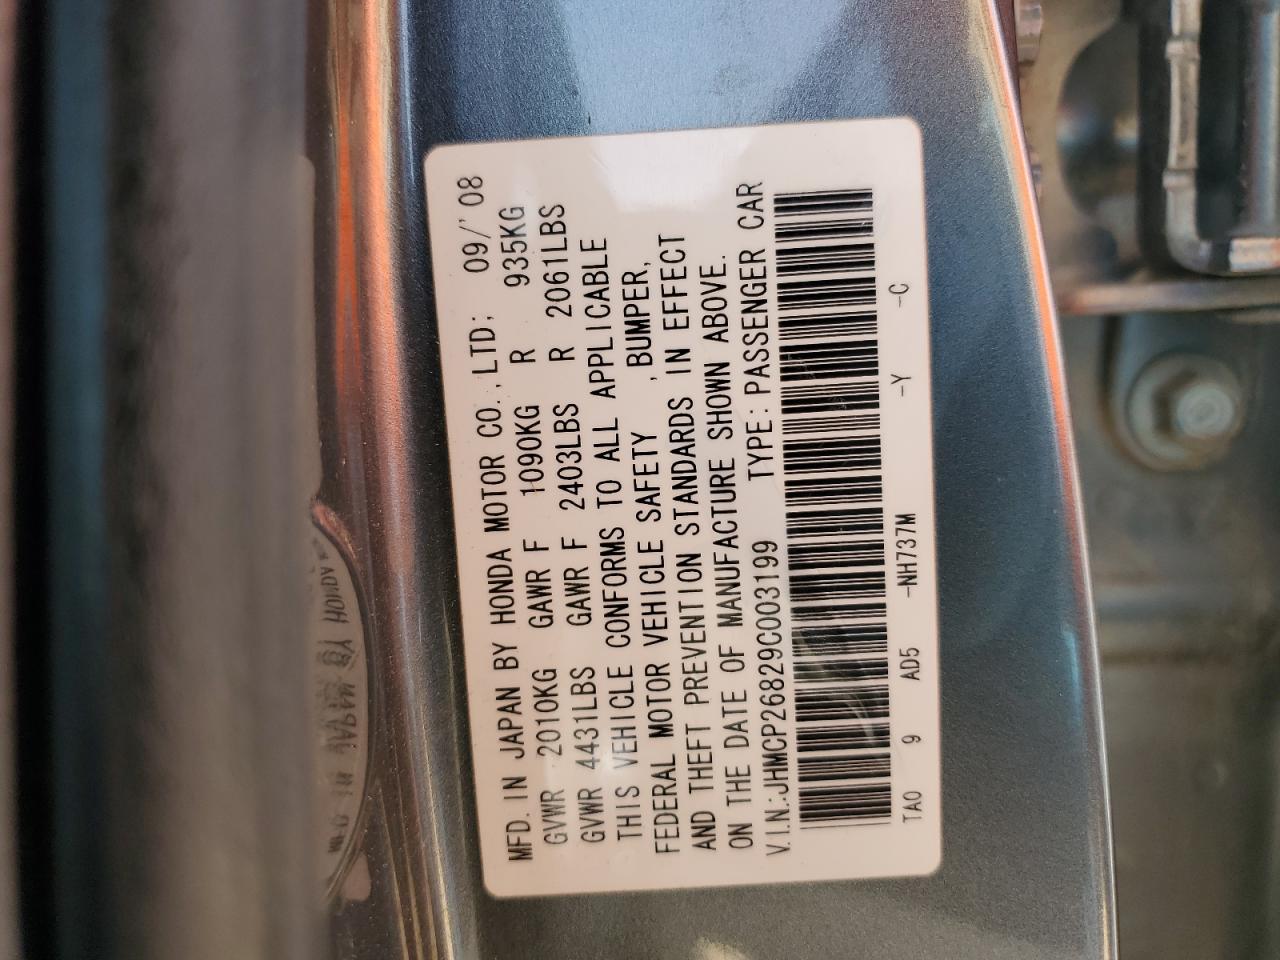 MFD. IN JAPAN BY HONDA MOTOR CO., LTD; 09/'08
GVWR 2010KG GAWR F 1090KG R 935KG
GVWR 4431LBS GAWR F 2403LBS R 2061LBS
THIS VEHICLE CONFORMS TO ALL APPLICABLE
FEDERAL MOTOR VEHICLE SAFETY ,BUMPER,
AND THEFT PREVENTION STANDARDS IN EFFECT
ON THE DATE OF MANUFACTURE SHOWN ABOVE.
V.I.N.:JHMCP26829C003199 TYPE:PASSENGER CAR
TA0 9 AD5 -NH737M -Y -C